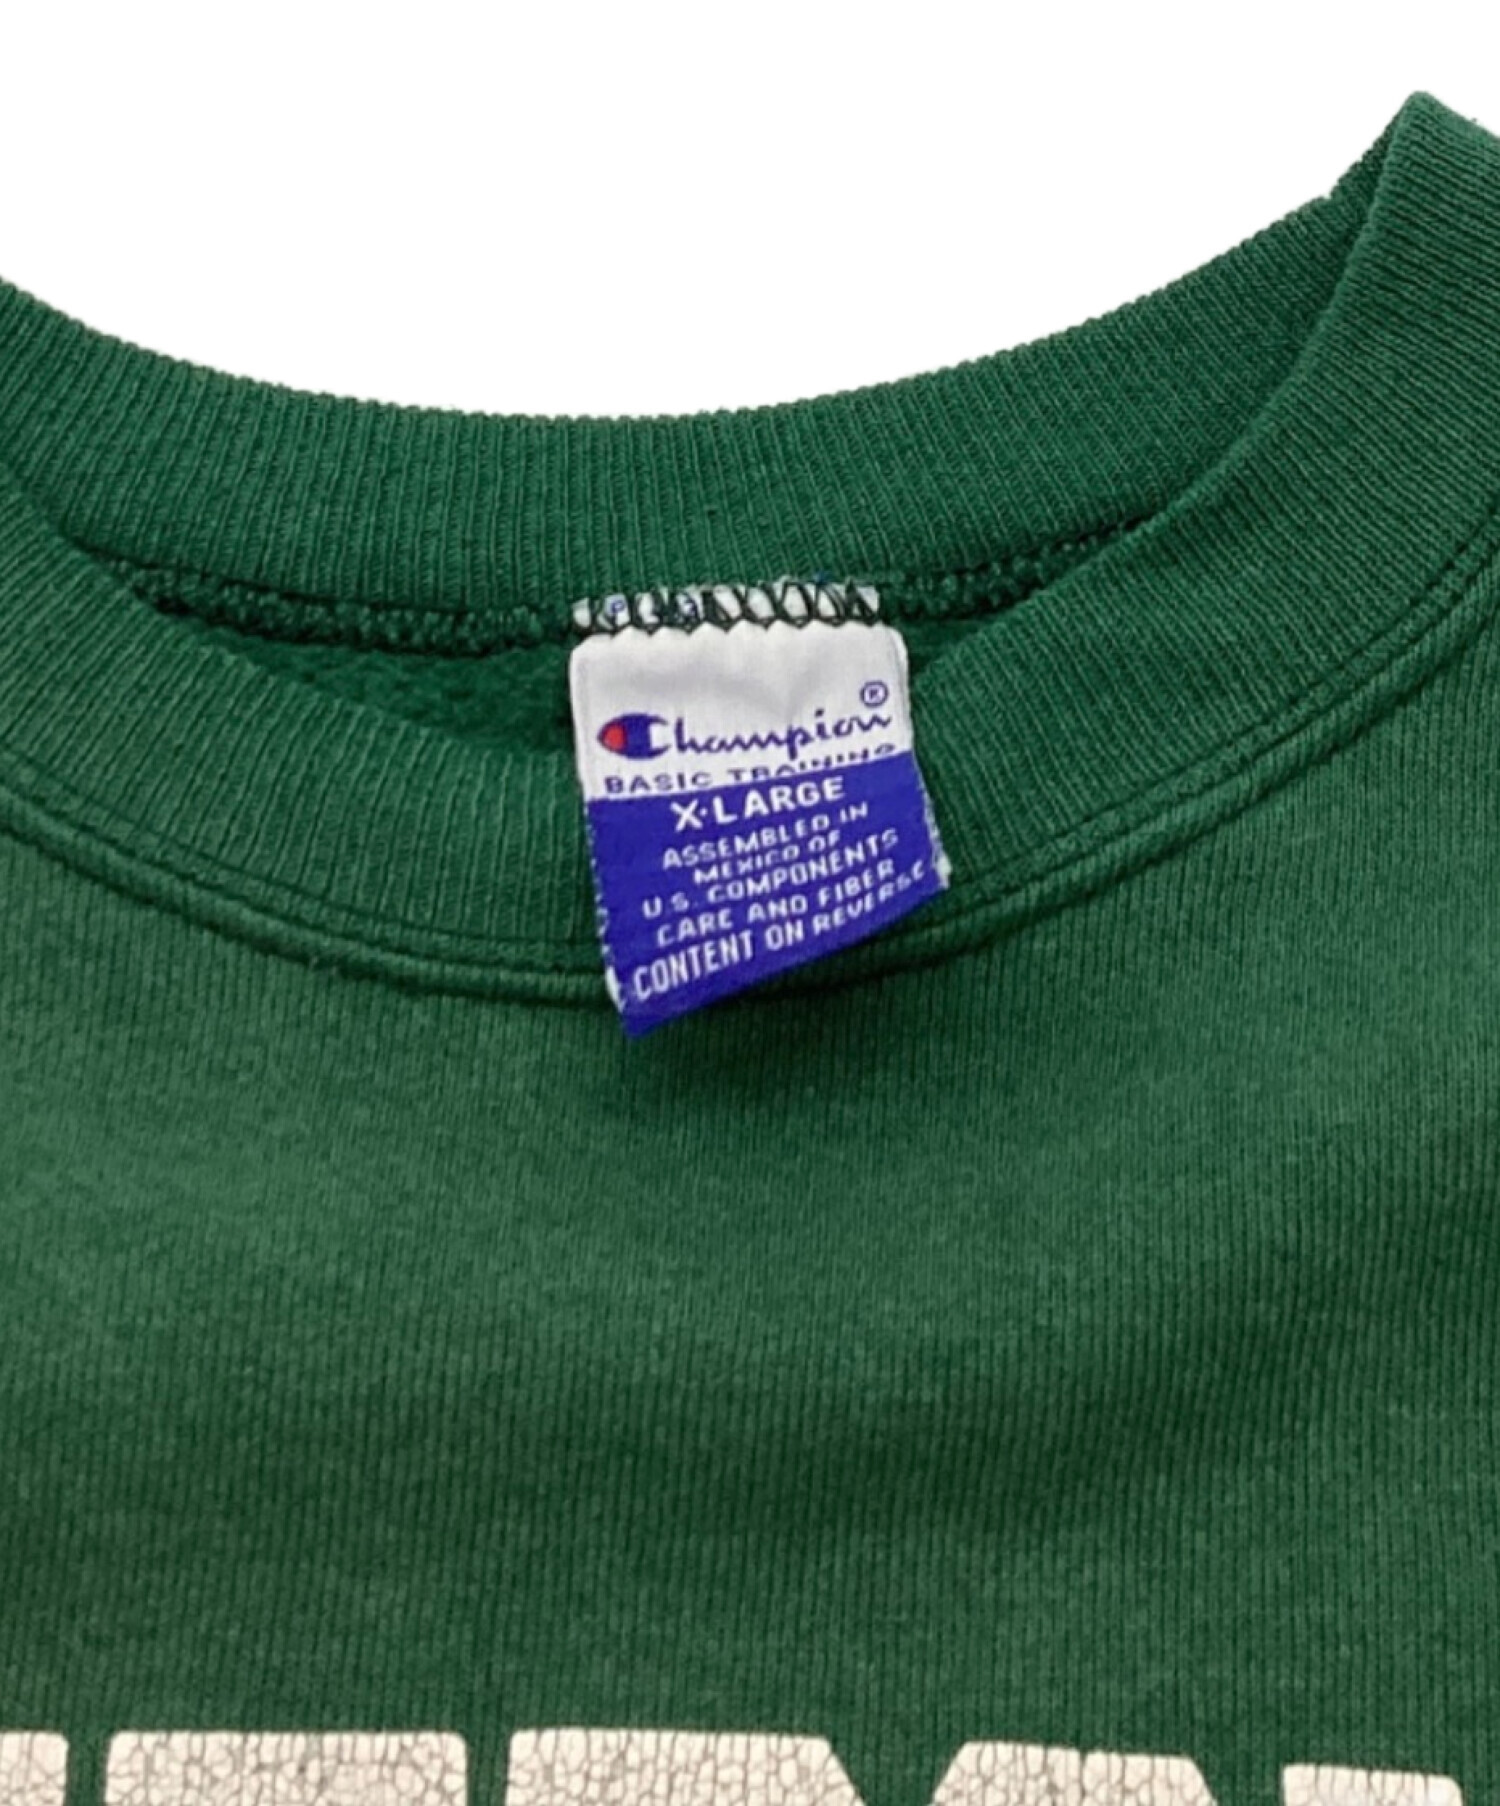 Champion®
BASIC TRAINING
X-LARGE
ASSEMBLED IN
MEXICO OF
U.S. COMPONENTS
CARE AND FIBER
CONTENT ON REVERSE